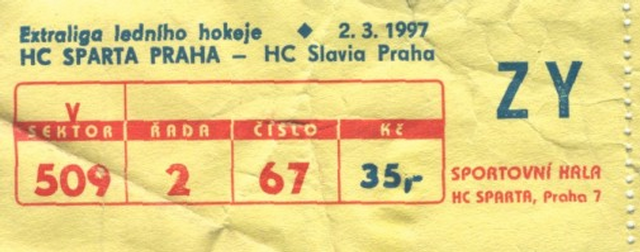 Extraliga ledního hokeje ◆ 2. 3. 1997
HC SPARTA PRAHA – HC Slavia Praha
ZY
V
SEKTOR ŘADA ČÍSLO Kč
509 2 67 35,-
SPORTOVNÍ HALA
HC SPARTA, Praha 7